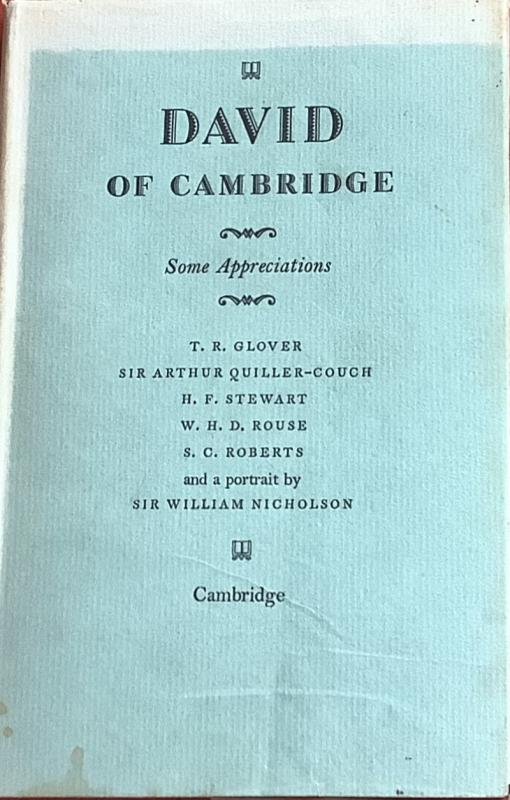 DAVID
OF CAMBRIDGE
Some Appreciations
T. R. GLOVER
SIR ARTHUR QUILLER-COUCH
H. F. STEWART
W. H. D. ROUSE
S. C. ROBERTS
and a portrait by
SIR WILLIAM NICHOLSON
Cambridge